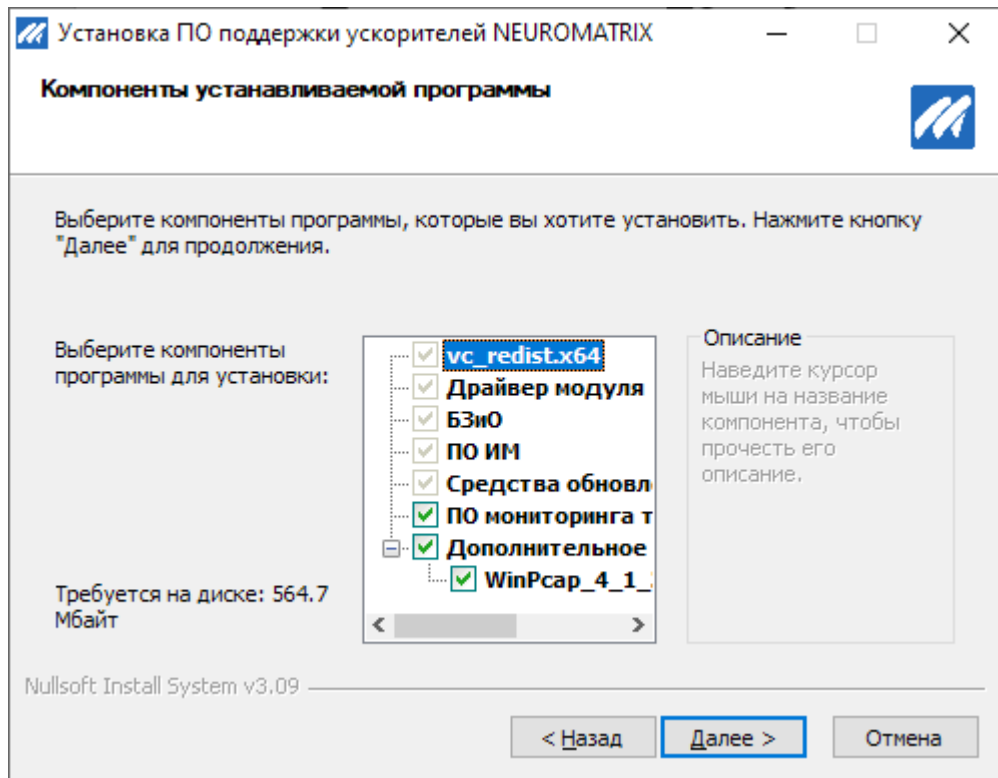 Установка ПО поддержки ускорителей NEUROMATRIX
Компоненты устанавливаемой программы
Выберите компоненты программы, которые вы хотите установить. Нажмите кнопку
"Далее" для продолжения.
Выберите компоненты
программы для установки:
vc_redist.x64
Драйвер модуля
БЗиО
ПО ИМ
Средства обновл
ПО мониторинга т
Дополнительное
WinPcap_4_1_
Описание
Наведите курсор
мыши на название
компонента, чтобы
прочесть его
описание.
Требуется на диске: 564.7
Мбайт
Nullsoft Install System v3.09
< Назад
Далее >
Отмена